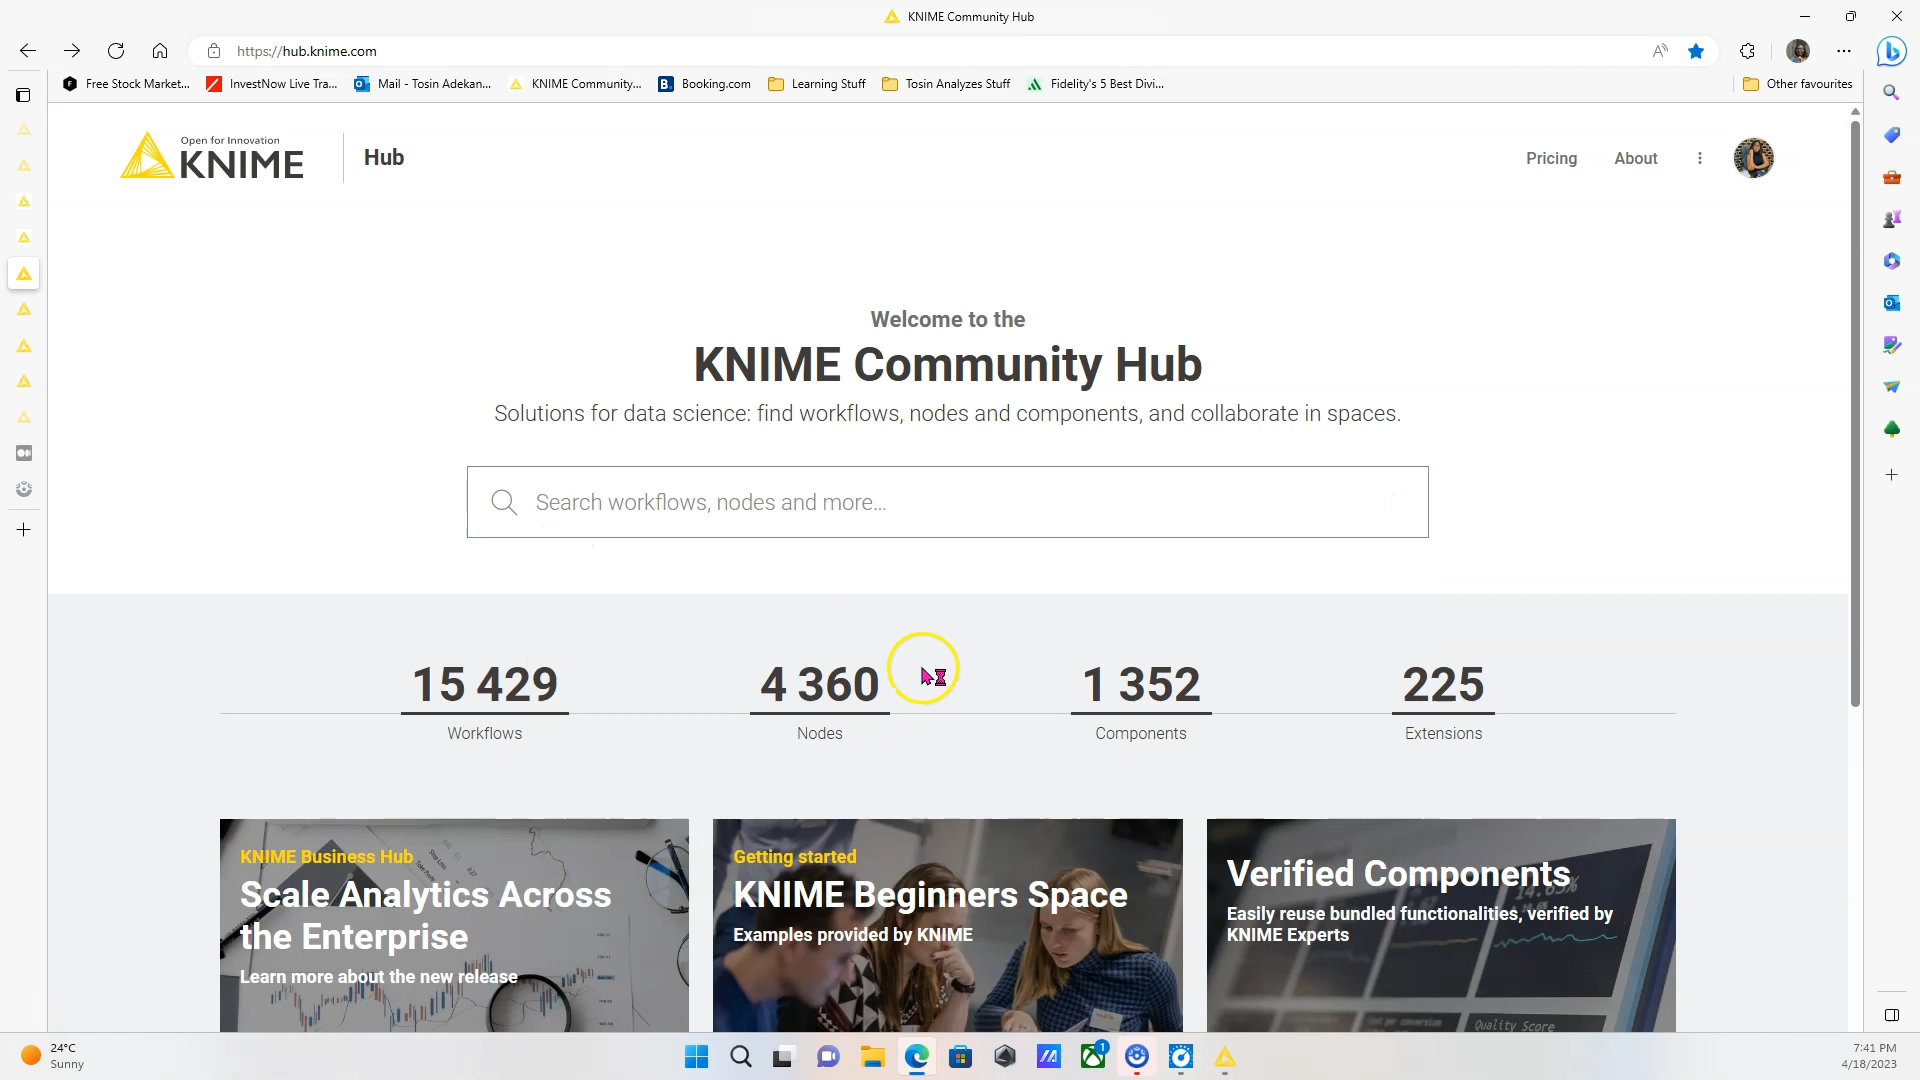 KNIME Community Hub
https://hub.knime.com
Free Stock Market...
InvestNow Live Tra...
Mail - Tosin Adekan...
KNIME Community...
Booking.com
Learning Stuff
Tosin Analyzes Stuff
Fidelity's 5 Best Divi...
Other favourites
Open for Innovation
KNIME
Hub
Pricing
About
Welcome to the
KNIME Community Hub
Solutions for data science: find workflows, nodes and components, and collaborate in spaces.
Search workflows, nodes and more...
15 429
4 360
1 352
225
Workflows
Nodes
Components
Extensions
KNIME Business Hub
Scale Analytics Across
the Enterprise
Learn more about the new release
Getting started
KNIME Beginners Space
Examples provided by KNIME
Verified Components
Easily reuse bundled functionalities, verified by
KNIME Experts
14.65%
Quality Score
24°C
Sunny
1
7:41 PM
4/18/2023